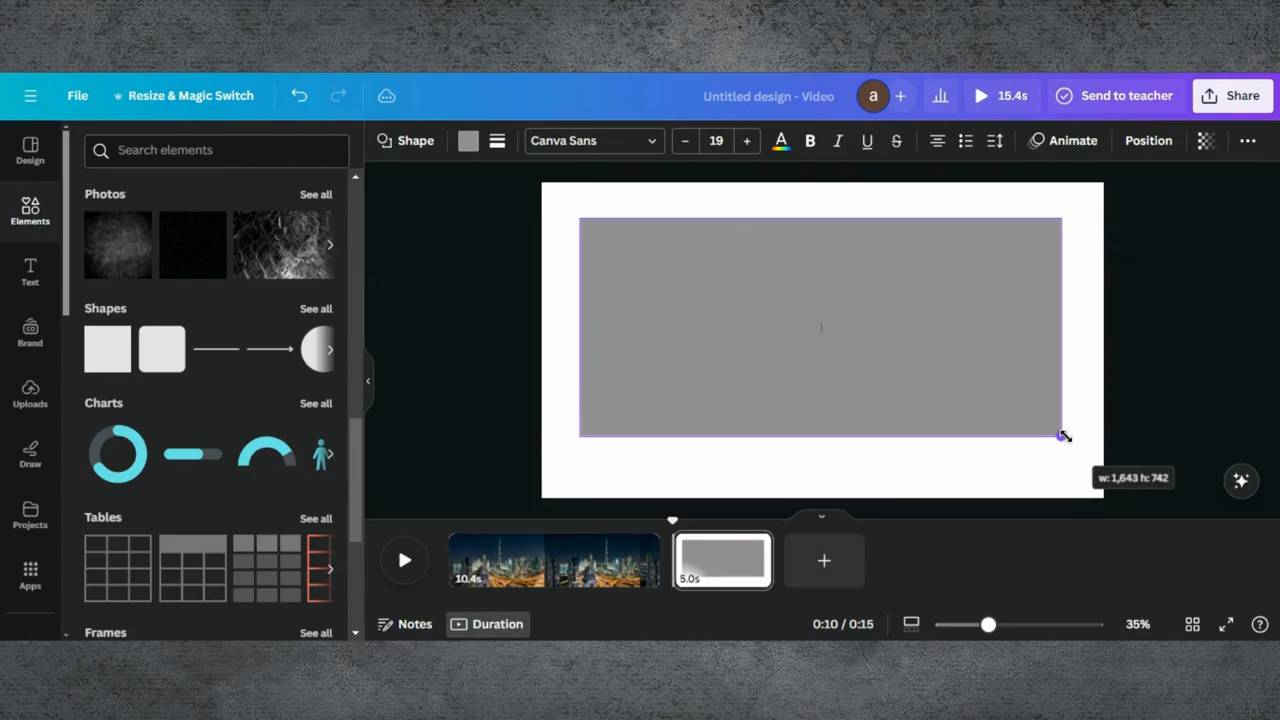 File
Resize & Magic Switch
Untitled design - Video
a
+
15.4s
Send to teacher
Share
Design
Elements
Text
Brand
Uploads
Draw
Projects
Apps
Search elements
Photos
See all
Shapes
See all
Charts
See all
Tables
See all
Frames
See all
Shape
Canva Sans
− 19 +
A B I U S
Animate
Position
w: 1,643 h: 742
10.4s
5.0s
+
Notes
Duration
0:10 / 0:15
35%
?